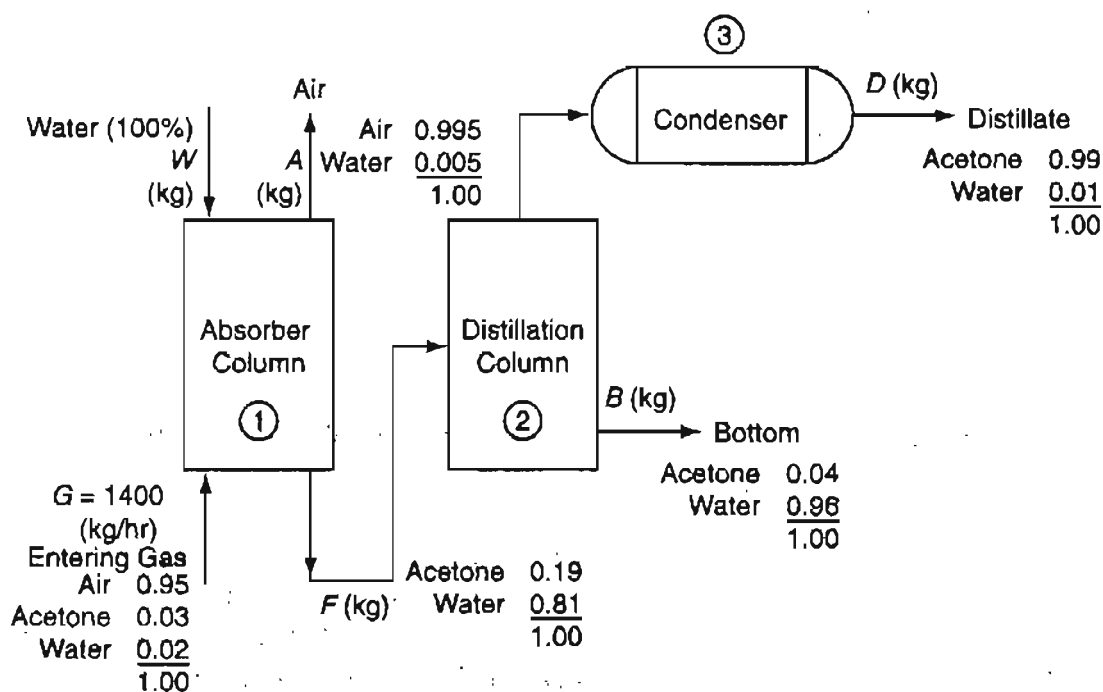 3
Condenser
D (kg)
Distillate
Acetone 0.99
Water 0.01
1.00
Water (100%)
W
(kg)
Air
A
(kg)
Air 0.995
Water 0.005
1.00
Absorber
Column
1
Distillation
Column
2
B (kg)
Bottom
Acetone 0.04
Water 0.96
1.00
G = 1400
(kg/hr)
Entering Gas
Air 0.95
Acetone 0.03
Water 0.02
1.00
F (kg)
Acetone 0.19
Water 0.81
1.00